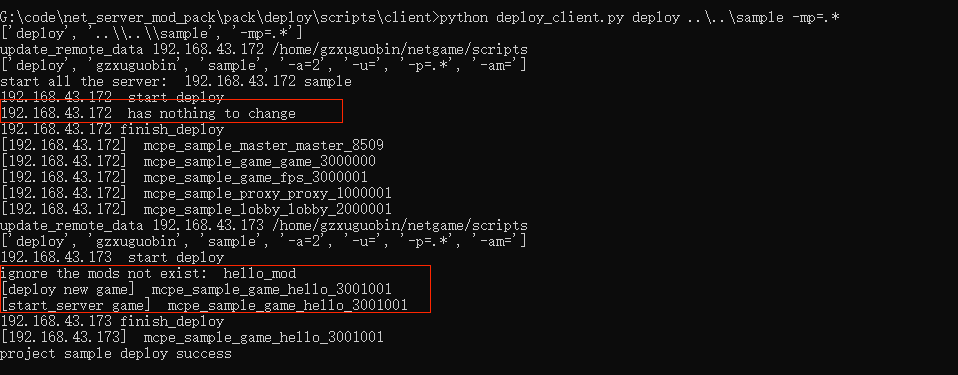 G:\code\net_server_mod_pack\pack\deploy\scripts\client>python deploy_client.py deploy ..\..\sample -mp=.*
['deploy', '..\\..\\sample', '-mp=.*']
update_remote_data 192.168.43.172 /home/gzxuguobin/netgame/scripts
['deploy', 'gzxuguobin', 'sample', '-a=2', '-u=', '-p=.*', '-am=']
start all the server:  192.168.43.172 sample
192.168.43.172  start deploy
192.168.43.172  has nothing to change
192.168.43.172 finish_deploy
[192.168.43.172]  mcpe_sample_master_master_8509
[192.168.43.172]  mcpe_sample_game_game_3000000
[192.168.43.172]  mcpe_sample_game_fps_3000001
[192.168.43.172]  mcpe_sample_proxy_proxy_1000001
[192.168.43.172]  mcpe_sample_lobby_lobby_2000001
update_remote_data 192.168.43.173 /home/gzxuguobin/netgame/scripts
['deploy', 'gzxuguobin', 'sample', '-a=2', '-u=', '-p=.*', '-am=']
192.168.43.173  start deploy
ignore the mods not exist:  hello_mod
[deploy new game]  mcpe_sample_game_hello_3001001
[start_server game]  mcpe_sample_game_hello_3001001
192.168.43.173 finish_deploy
[192.168.43.173]  mcpe_sample_game_hello_3001001
project sample deploy success